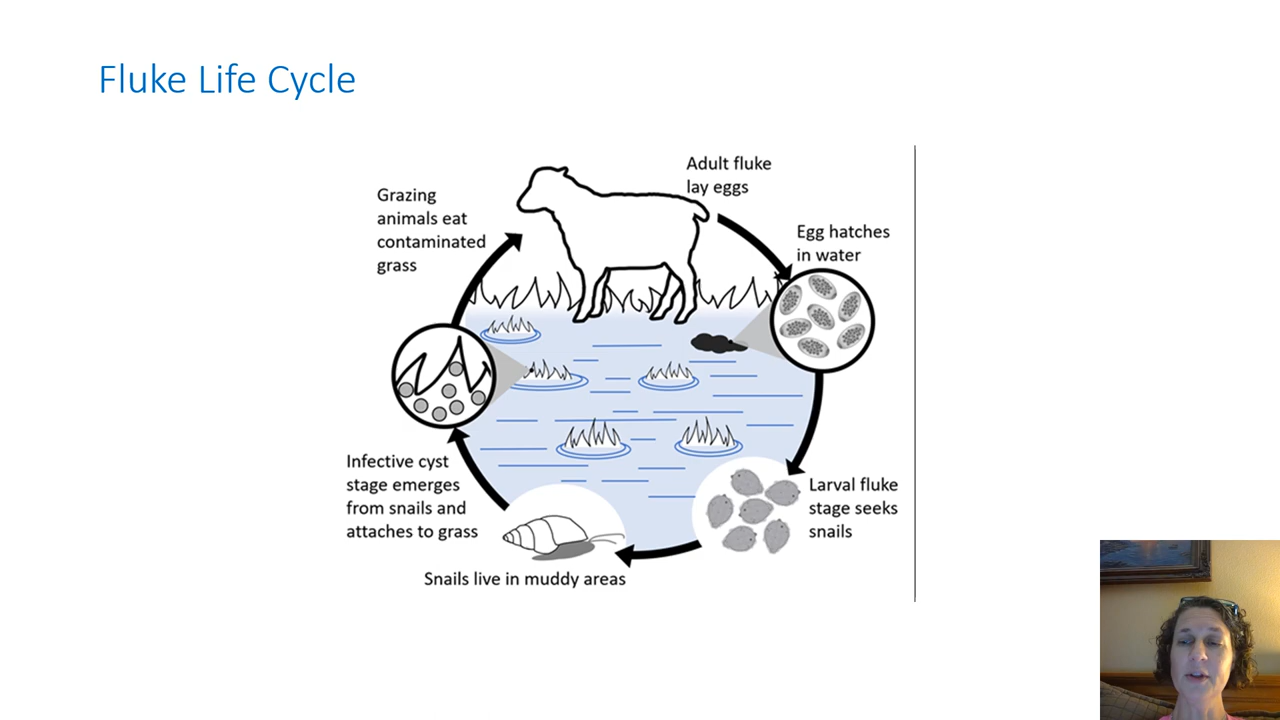 Fluke Life Cycle
Adult fluke
lay eggs
Egg hatches
in water
Larval fluke
stage seeks
snails
Snails live in muddy areas
Infective cyst
stage emerges
from snails and
attaches to grass
Grazing
animals eat
contaminated
grass